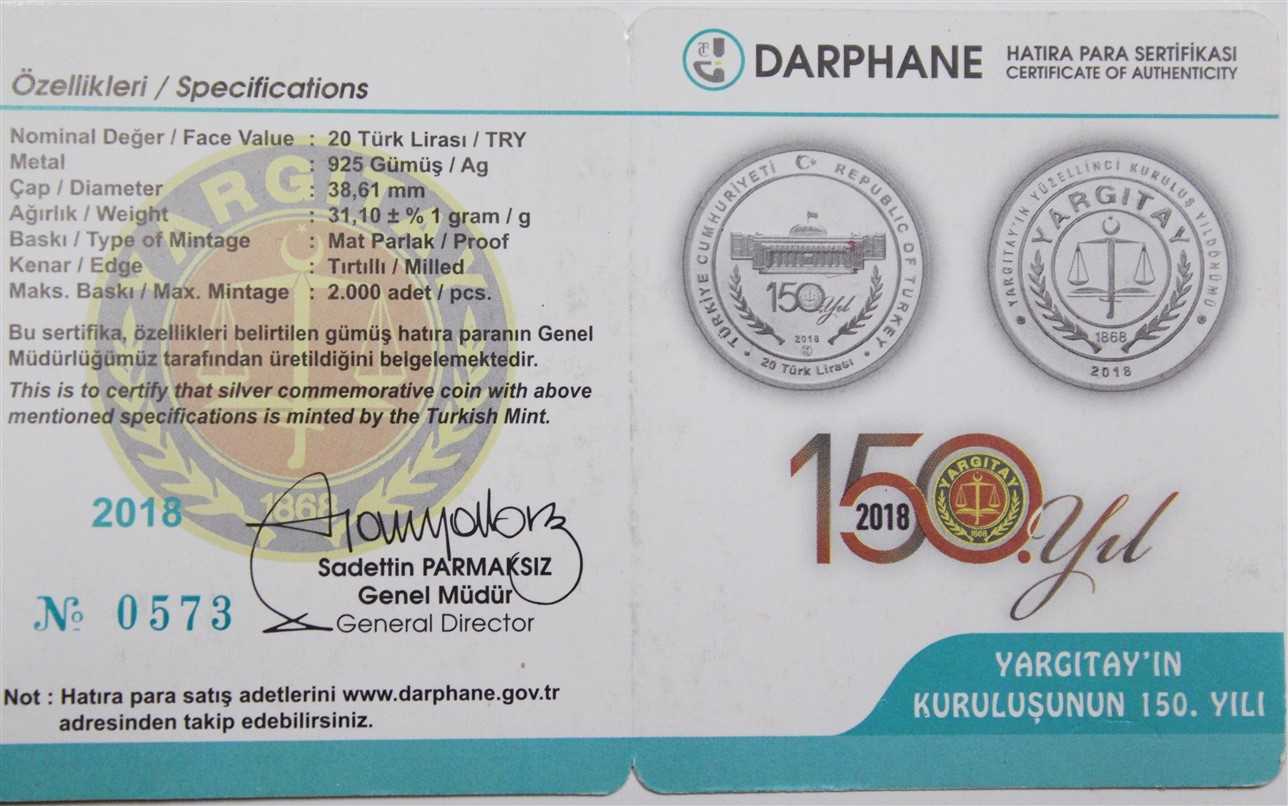 Özellikleri / Specifications
Nominal Değer / Face Value : 20 Türk Lirası / TRY
Metal : 925 Gümüş / Ag
Çap / Diameter : 38,61 mm
Ağırlık / Weight : 31,10 ± % 1 gram / g
Baskı / Type of Mintage : Mat Parlak / Proof
Kenar / Edge : Tırtıllı / Milled
Maks. Baskı / Max. Mintage : 2.000 adet / pcs.
YARGITAY
1868
Bu sertifika, özellikleri belirtilen gümüş hatıra paranın Genel
Müdürlüğümüz tarafından üretildiğini belgelemektedir.
This is to certify that silver commemorative coin with above
mentioned specifications is minted by the Turkish Mint.
2018
Sadettin PARMAKSIZ
Genel Müdür
General Director
№ 0573
Not : Hatıra para satış adetlerini www.darphane.gov.tr
adresinden takip edebilirsiniz.
DARPHANE
HATIRA PARA SERTİFİKASI
CERTIFICATE OF AUTHENTICITY
TÜRKİYE CUMHURİYETİ REPUBLIC OF TURKEY
150.Yıl
2018
20 Türk Lirası
YARGITAY'IN YÜZELLİNCİ KURULUŞ YILDÖNÜMÜ
YARGITAY
1868
2018
150.Yıl
2018
YARGITAY
1868
YARGITAY'IN
KURULUŞUNUN 150. YILI